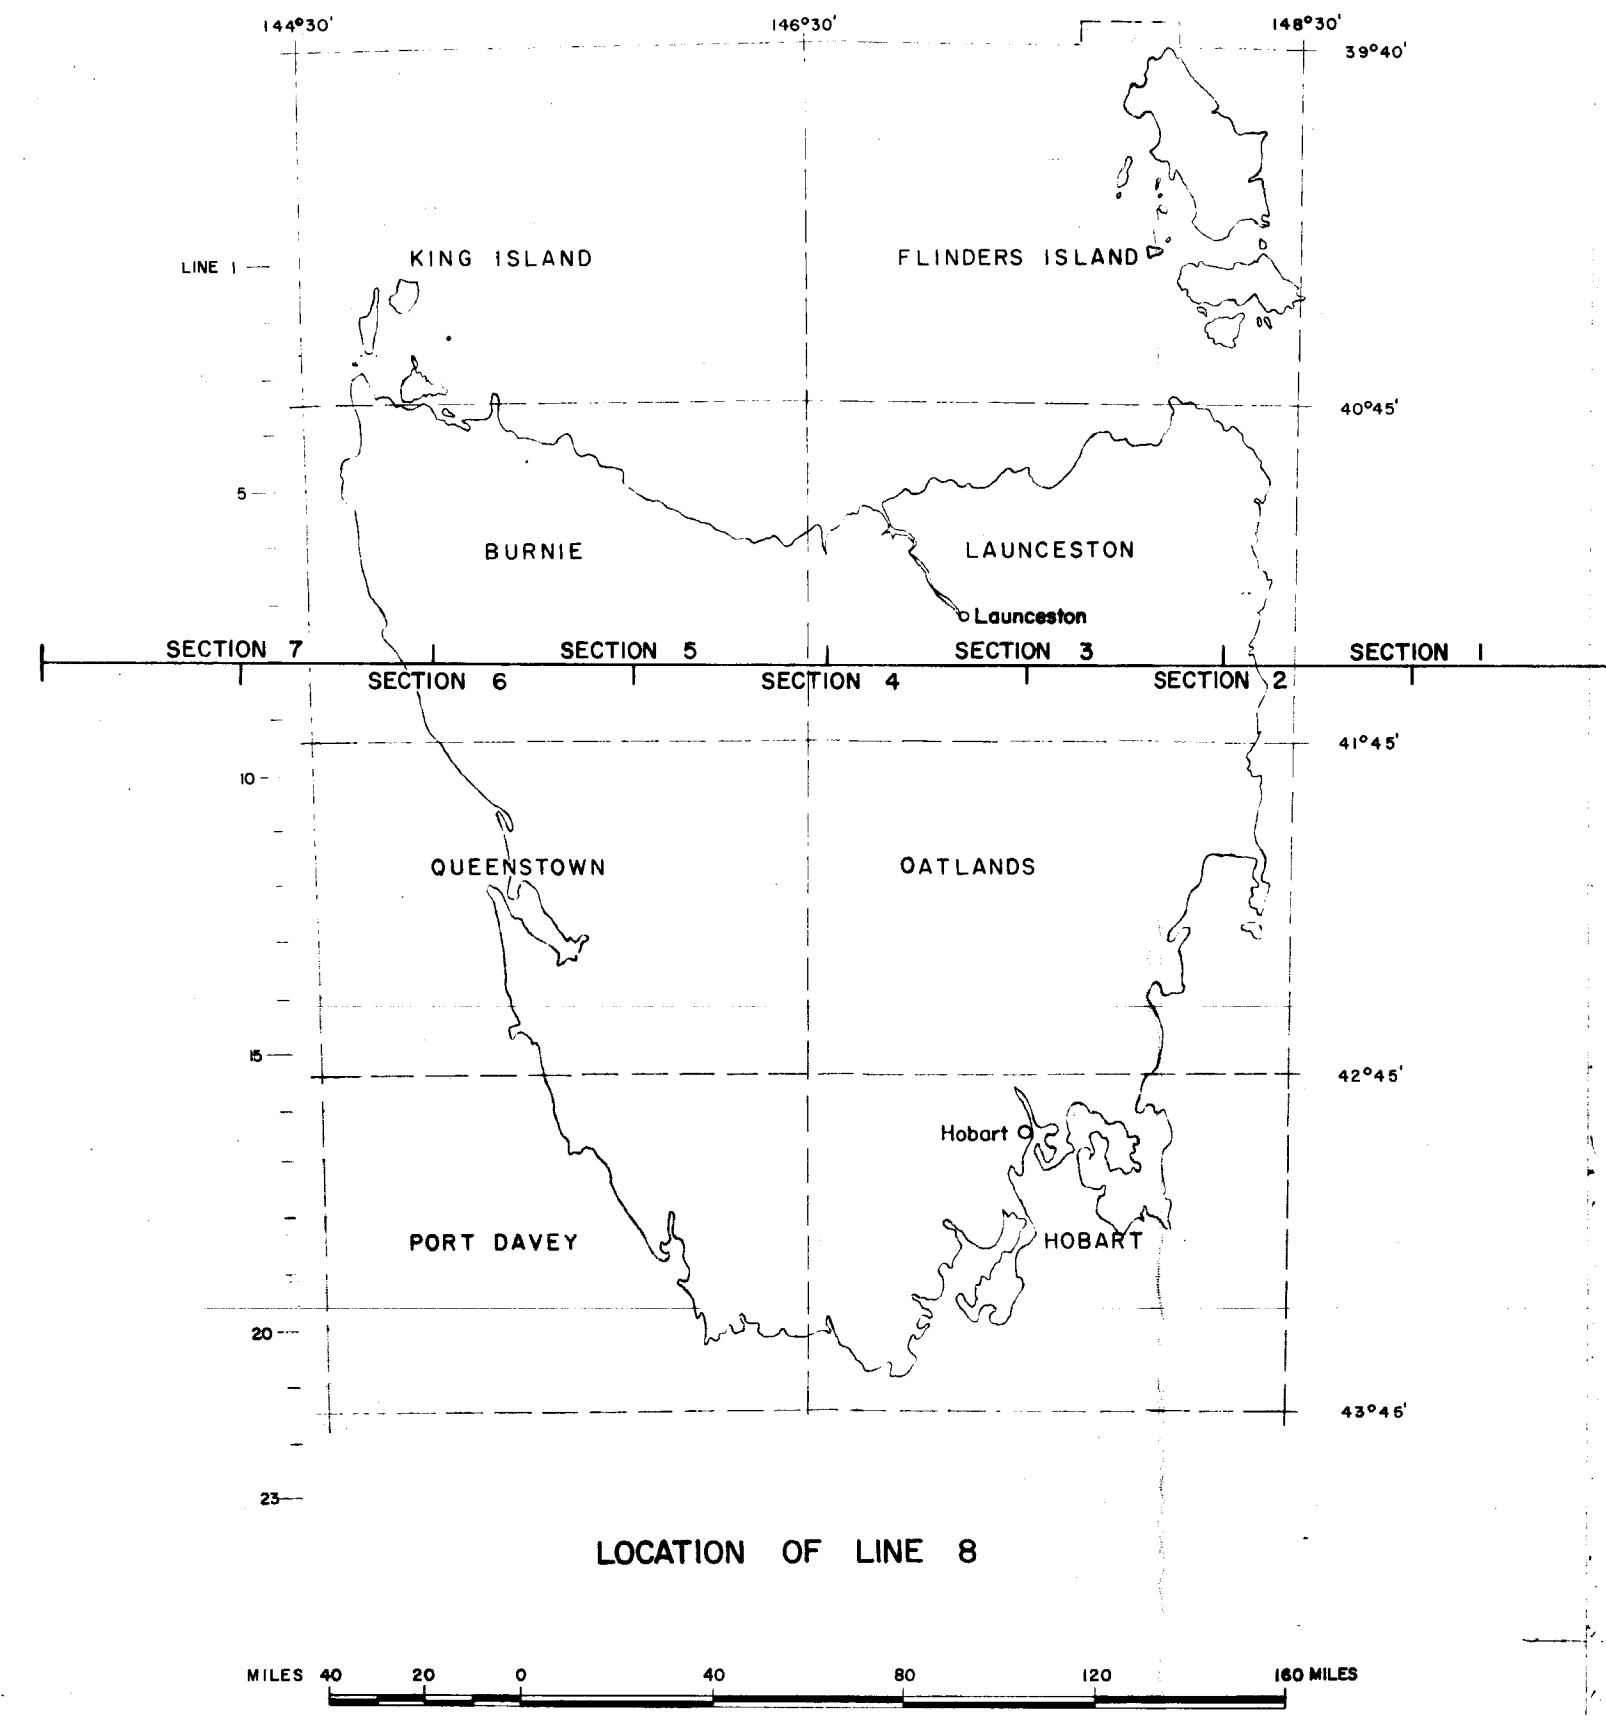 144°30' 146°30' 148°30'
39°40'
KING ISLAND FLINDERS ISLAND
LINE 1
40°45'
5
BURNIE LAUNCESTON
Launceston
SECTION 7 SECTION 5 SECTION 3 SECTION 1
SECTION 6 SECTION 4 SECTION 2
41°45'
10
QUEENSTOWN OATLANDS
15
42°45'
Hobart
PORT DAVEY HOBART
20
43°45'
23
LOCATION OF LINE 8
MILES 40 20 0 40 80 120 160 MILES